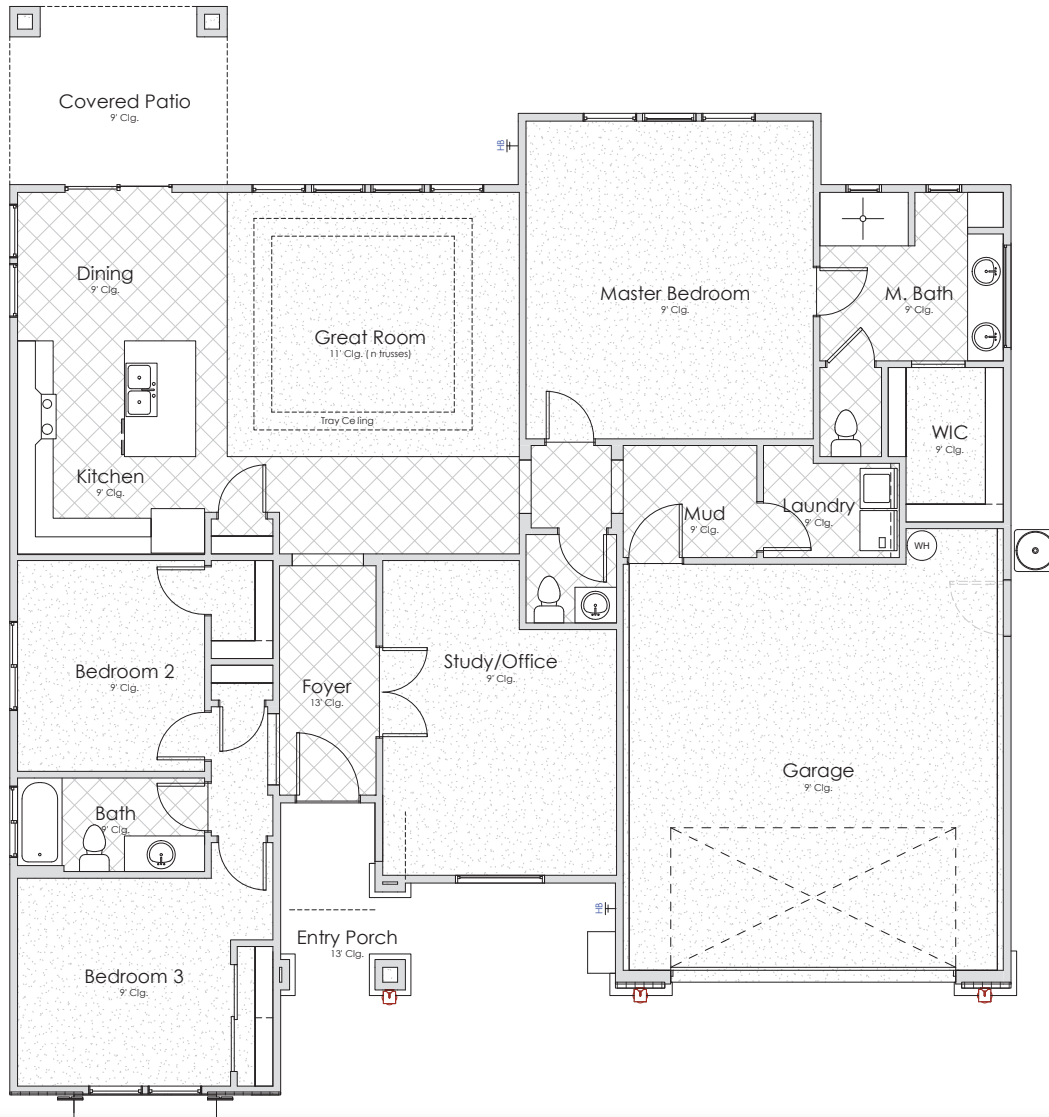 Covered Patio
9' Clg.
HB
Dining
9' Clg.
Great Room
11' Clg. ( n trusses)
Tray Ce ling
Master Bedroom
9' Clg.
M. Bath
9' Clg.
Kitchen
9' Clg.
WIC
9' Clg.
Mud
9' Clg.
Laundry
9' Clg.
WH
Bedroom 2
9' Clg.
Foyer
13' Clg.
Study/Office
9' Clg.
Garage
9' Clg.
Bath
9' Clg.
HB
Entry Porch
13' Clg.
Bedroom 3
9' Clg.